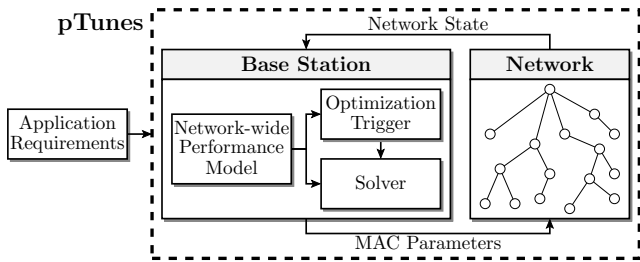 pTunes
Network State
Base Station
Network
Application
Requirements
Network-wide
Performance
Model
Optimization
Trigger
Solver
MAC Parameters